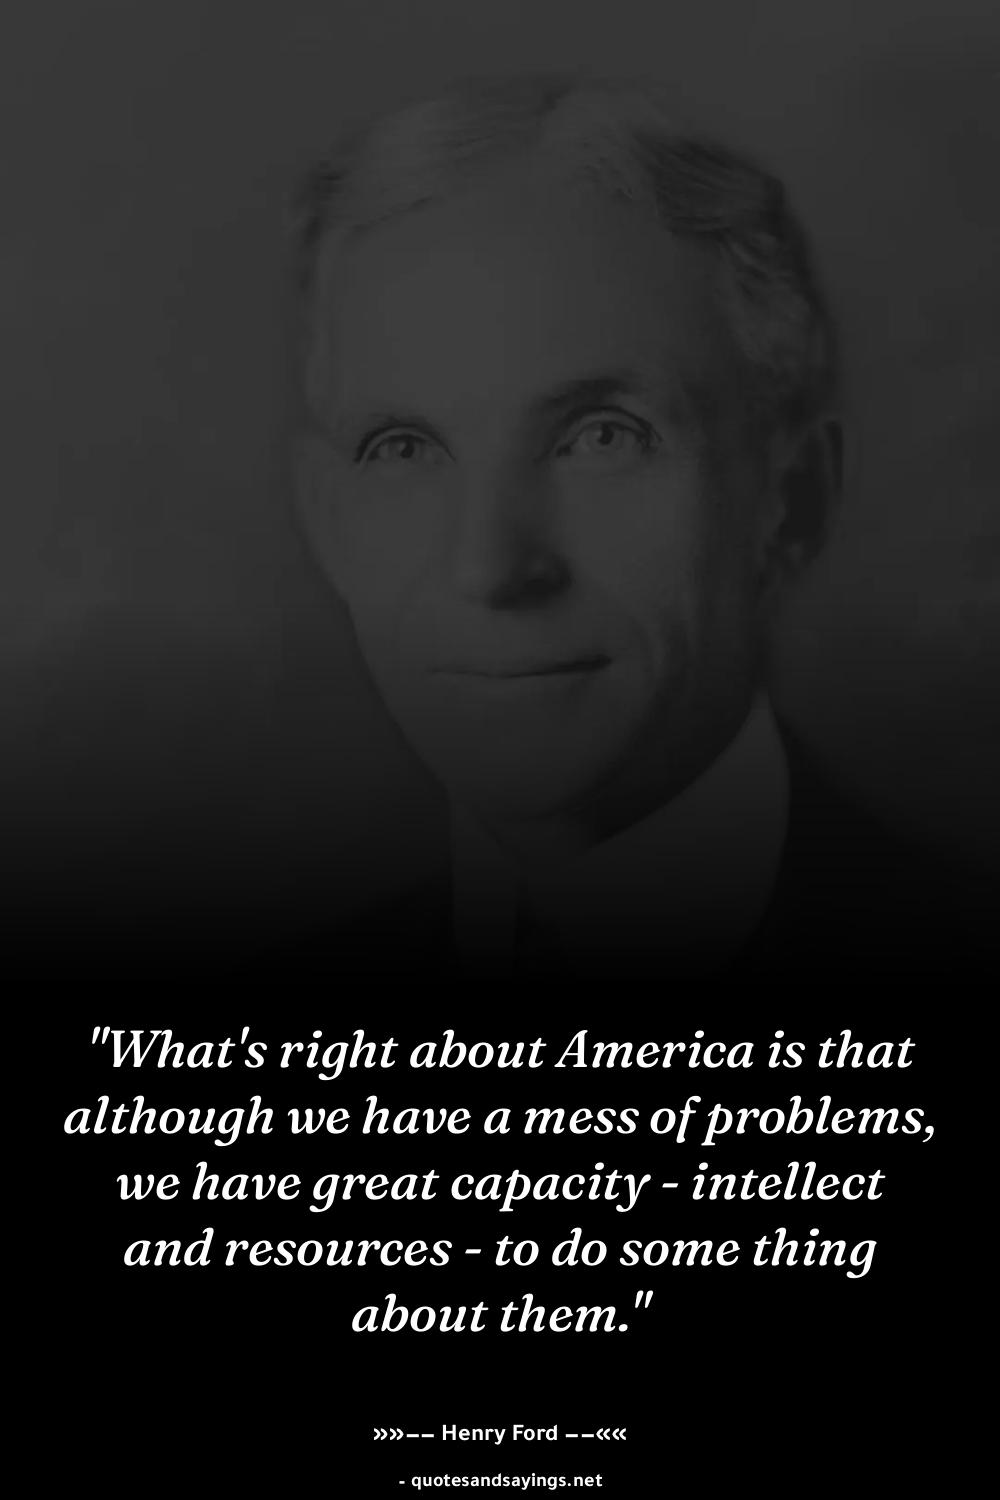 "What's right about America is that
although we have a mess of problems,
we have great capacity - intellect
and resources - to do some thing
about them."
»»−− Henry Ford −−««
- quotesandsayings.net